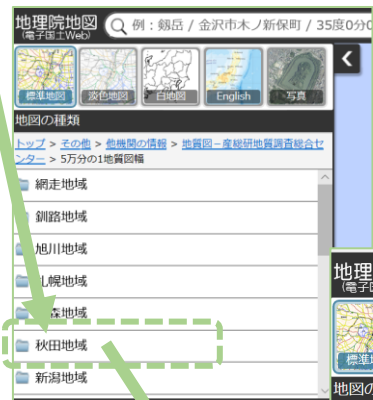 地理院地図
(電子国土Web)
例：剱岳 / 金沢市木ノ新保町 / 35度0分0
標準地図
淡色地図
白地図
English
写真
地図の種類
トップ > その他 > 他機関の情報 > 地質図－産総研地質調査総合セ
ンター > 5万分の1地質図幅
網走地域
釧路地域
旭川地域
札幌地域
森地域
秋田地域
新潟地域
地理
(電子国
標準地
地図の